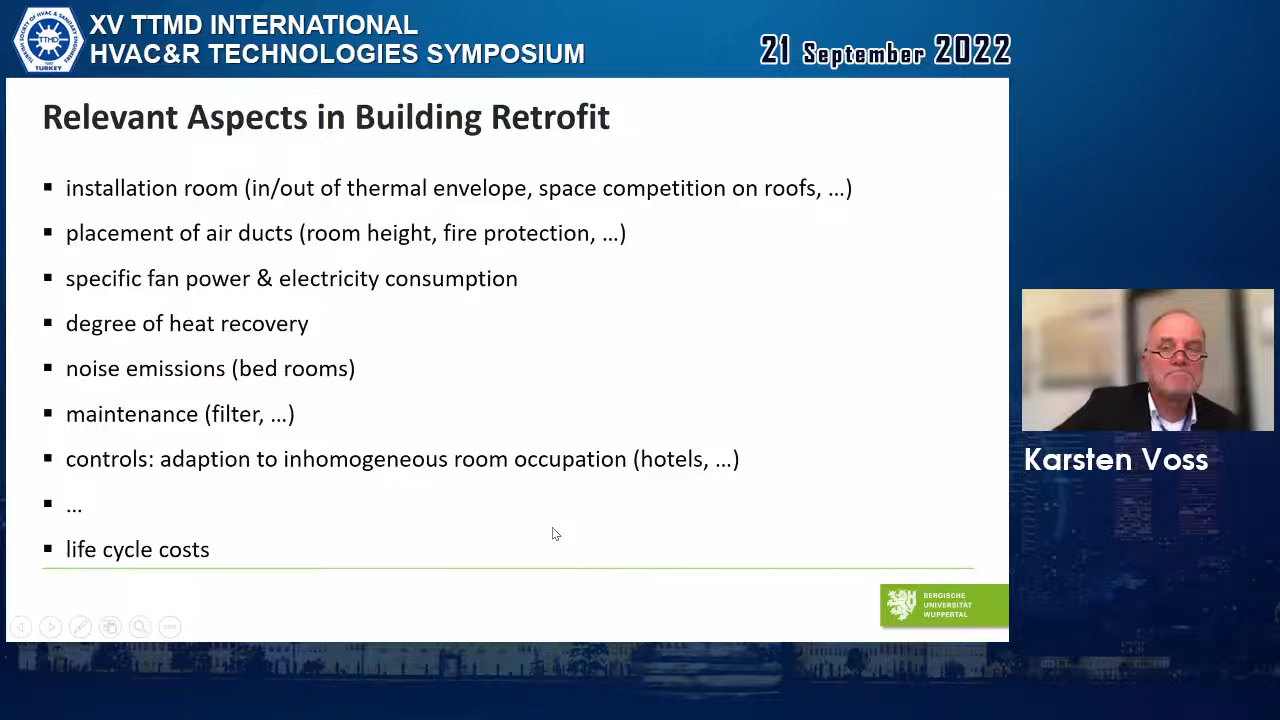 XV TTMD INTERNATIONAL
HVAC&R TECHNOLOGIES SYMPOSIUM
21 September 2022
TTMD
TURKEY
Relevant Aspects in Building Retrofit
▪ installation room (in/out of thermal envelope, space competition on roofs, ...)
▪ placement of air ducts (room height, fire protection, ...)
▪ specific fan power & electricity consumption
▪ degree of heat recovery
▪ noise emissions (bed rooms)
▪ maintenance (filter, ...)
▪ controls: adaption to inhomogeneous room occupation (hotels, ...)
▪ ...
▪ life cycle costs
Karsten Voss
BERGISCHE
UNIVERSITÄT
WUPPERTAL